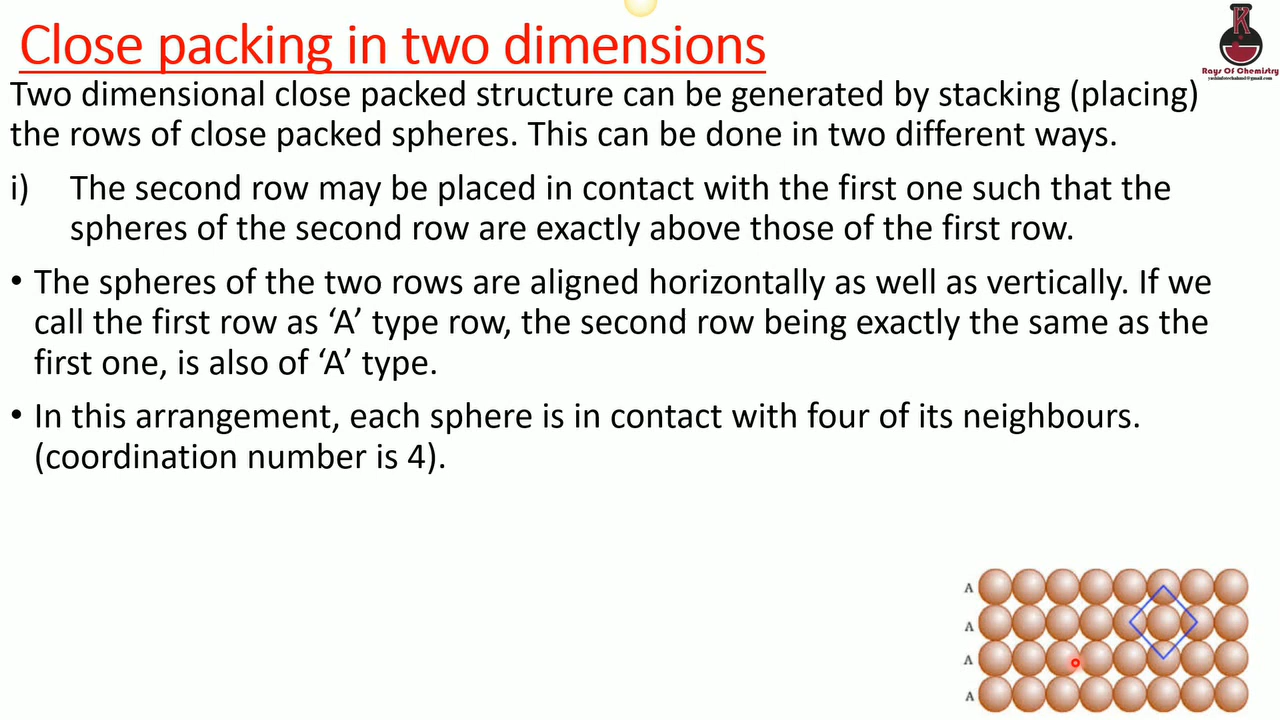 Close packing in two dimensions
K
Rays Of Chemistry
Two dimensional close packed structure can be generated by stacking (placing)
the rows of close packed spheres. This can be done in two different ways.
i) The second row may be placed in contact with the first one such that the
spheres of the second row are exactly above those of the first row.
• The spheres of the two rows are aligned horizontally as well as vertically. If we
call the first row as ‘A’ type row, the second row being exactly the same as the
first one, is also of ‘A’ type.
• In this arrangement, each sphere is in contact with four of its neighbours.
(coordination number is 4).
A
A
A
A